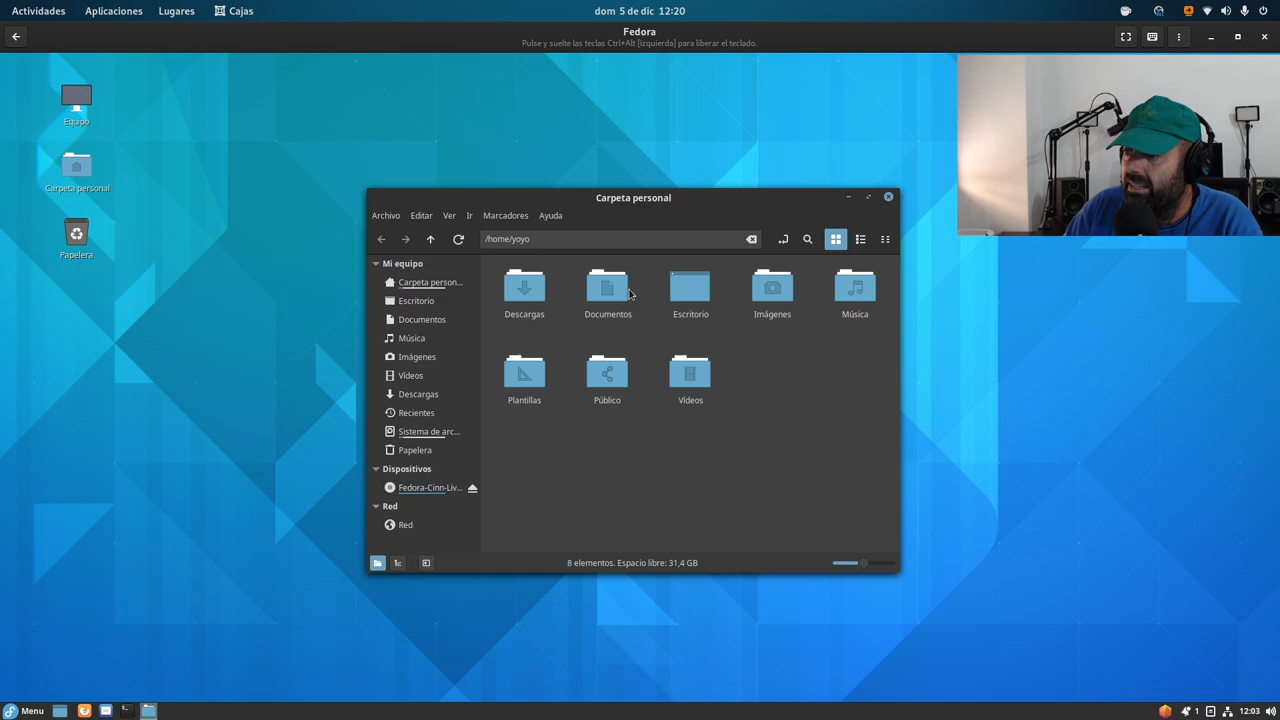 Actividades Aplicaciones Lugares Cajas dom 5 de dic 12:20
Fedora
Pulse y suelte las teclas Ctrl+Alt [izquierda] para liberar el teclado.
Equipo
Carpeta personal
Papelera
Carpeta personal
Archivo Editar Ver Ir Marcadores Ayuda
/home/yoyo
Mi equipo
Carpeta person...
Escritorio
Documentos
Música
Imágenes
Vídeos
Descargas
Recientes
Sistema de arc...
Papelera
Dispositivos
Fedora-Cinn-Liv...
Red
Red
Descargas Documentos Escritorio Imágenes Música
Plantillas Público Vídeos
8 elementos. Espacio libre: 31,4 GB
Menu 1 12:03